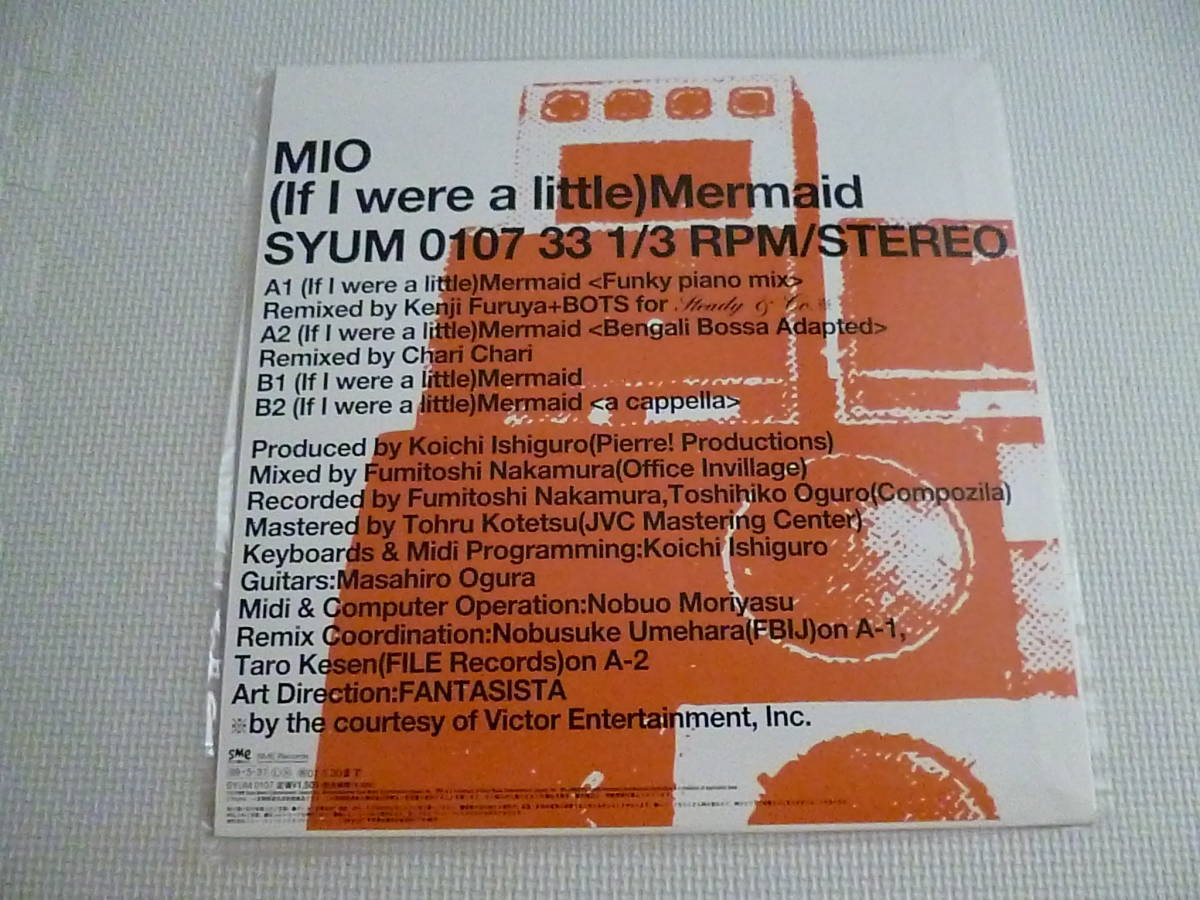 MIO
(If I were a little)Mermaid
SYUM 0107 33 1/3 RPM/STEREO
A1 (If I were a little)Mermaid <Funky piano mix>
Remixed by Kenji Furuya+BOTS for Steady & Co.※
A2 (If I were a little)Mermaid <Bengali Bossa Adapted>
Remixed by Chari Chari
B1 (If I were a little)Mermaid
B2 (If I were a little)Mermaid <a cappella>
Produced by Koichi Ishiguro(Pierre! Productions)
Mixed by Fumitoshi Nakamura(Office Invillage)
Recorded by Fumitoshi Nakamura,Toshihiko Oguro(Compozila)
Mastered by Tohru Kotetsu(JVC Mastering Center)
Keyboards & Midi Programming:Koichi Ishiguro
Guitars:Masahiro Ogura
Midi & Computer Operation:Nobuo Moriyasu
Remix Coordination:Nobusuke Umehara(FBIJ)on A-1,
Taro Kesen(FILE Records)on A-2
Art Direction:FANTASISTA
※by the courtesy of Victor Entertainment, Inc.
SME SME Records
SYUM 0107